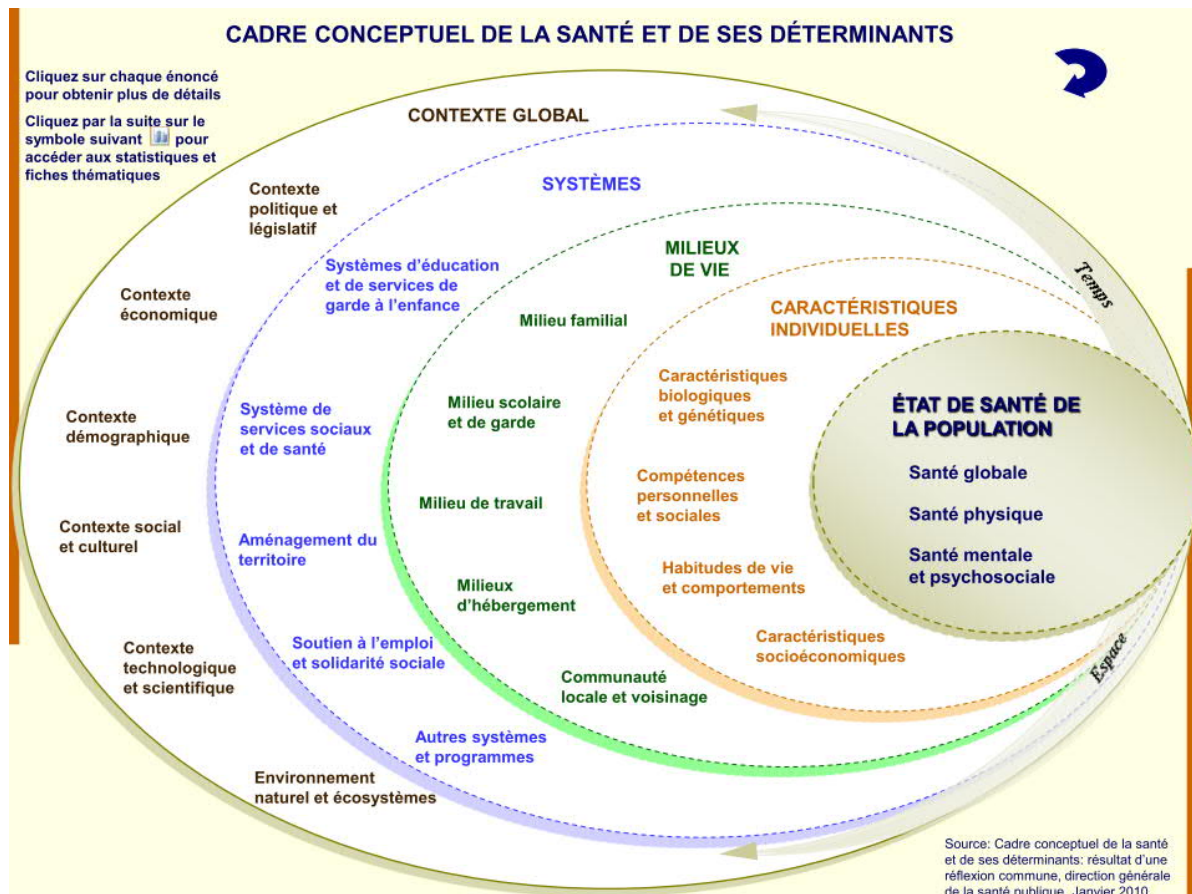 CADRE CONCEPTUEL DE LA SANTÉ ET DE SES DÉTERMINANTS
Cliquez sur chaque énoncé
pour obtenir plus de détails
Cliquez par la suite sur le
symbole suivant pour
accéder aux statistiques et
fiches thématiques
CONTEXTE GLOBAL
Contexte
politique et
législatif
Contexte
économique
Contexte
démographique
Contexte social
et culturel
Contexte
technologique
et scientifique
Environnement
naturel et écosystèmes
SYSTÈMES
Systèmes d'éducation
et de services de
garde à l'enfance
Système de
services sociaux
et de santé
Aménagement du
territoire
Soutien à l'emploi
et solidarité sociale
Autres systèmes
et programmes
MILIEUX
DE VIE
Milieu familial
Milieu scolaire
et de garde
Milieu de travail
Milieux
d'hébergement
Communauté
locale et voisinage
CARACTÉRISTIQUES
INDIVIDUELLES
Caractéristiques
biologiques
et génétiques
Compétences
personnelles
et sociales
Habitudes de vie
et comportements
Caractéristiques
socioéconomiques
ÉTAT DE SANTÉ DE
LA POPULATION
Santé globale
Santé physique
Santé mentale
et psychosociale
Temps
Espace
Source: Cadre conceptuel de la santé
et de ses déterminants: résultat d'une
réflexion commune, direction générale
de la santé publique, Janvier 2010